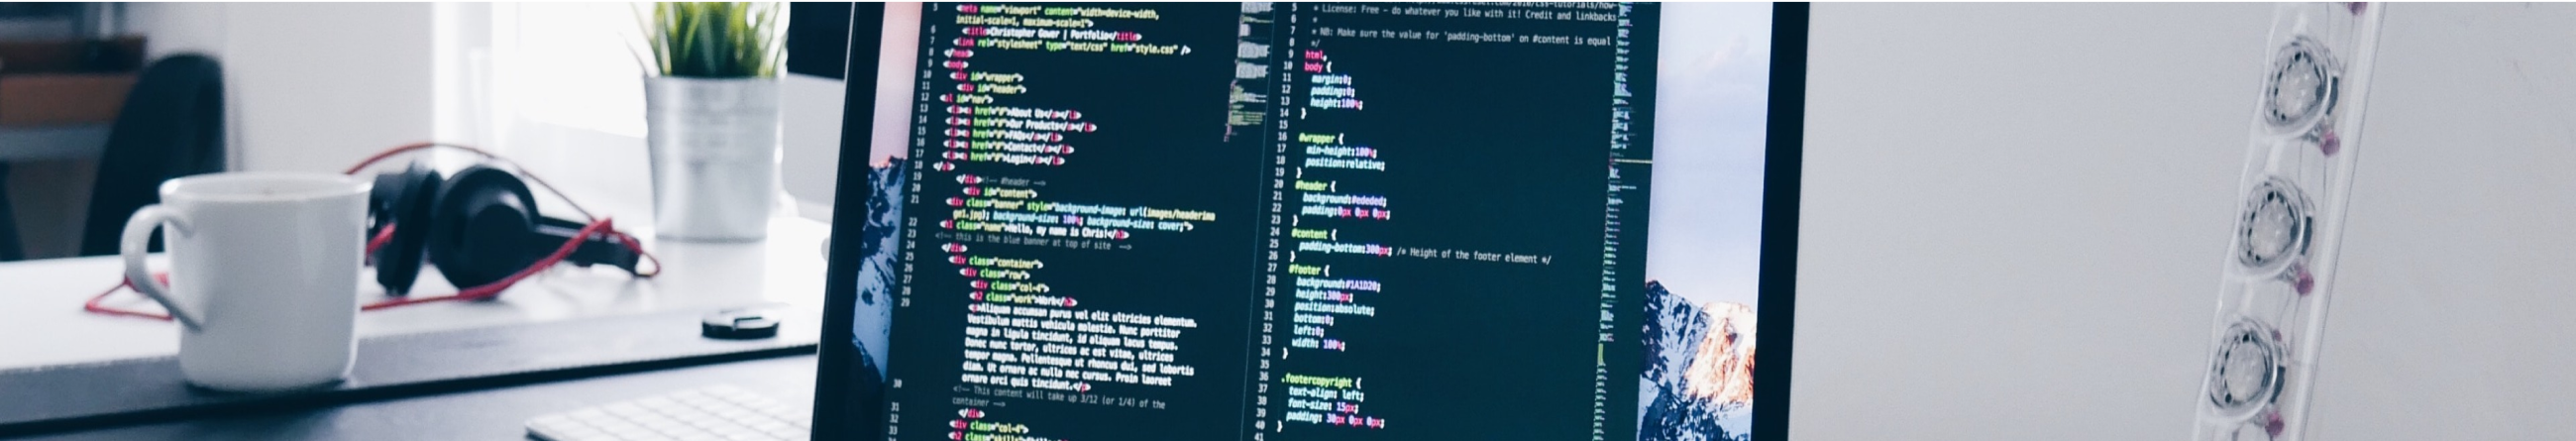 5
<meta name="viewport" content="width=device-width,
initial-scale=1, maximum-scale=1">
6 <title>Christopher Gower | Portfolio</title>
7 <link rel="stylesheet" type="text/css" href="style.css" />
8 </head>
9 <body>
10 <div id="wrapper">
11 <div id="header">
12 <ul id="nav">
13 <li><a href="#">About Us</a></li>
14 <li><a href="#">Our Products</a></li>
15 <li><a href="#">FAQs</a></li>
16 <li><a href="#">Contact</a></li>
17 <li><a href="#">Login</a></li>
18 </ul>
19 </div><!-- #header -->
20 <div id="content">
21 <div class="banner" style="background-image: url(images/headerima
ge1.jpg); background-size: 100%; background-size: cover;">
22 <h1 class="name">Hello, my name is Chris!</h1>
23 <!-- this is the blue banner at top of site -->
24 </div>
25 <div class="container">
26 <div class="row">
27 <div class="col-4">
28 <h2 class="work">Work</h2>
29 <p>Aliquam accumsan purus vel elit ultricies elementum.
Vestibulum mattis vehicula molestie. Nunc porttitor
magna in ligula tincidunt, id aliquam lacus tempus.
Donec nunc tortor, ultrices ac est vitae, ultrices
tempor magna. Pellentesque ut rhoncus dui, sed lobortis
diam. Ut ornare ac nulla nec cursus. Proin laoreet
ornare orci quis tincidunt.</p>
30 <!-- This content will take up 3/12 (or 1/4) of the
container -->
31 </div>
32 <div class="col-4">
33
5 * License: Free - do whatever you like with it! Credit and linkbacks
6 *
7 * NB: Make sure the value for 'padding-bottom' on #content is equal
8 */
9 html,
10 body {
11 margin:0;
12 padding:0;
13 height:100%;
14 }
15
16 #wrapper {
17 min-height:100%;
18 position:relative;
19 }
20 #header {
21 background:#ededed;
22 padding:0px 0px 0px;
23 }
24 #content {
25 padding-bottom:300px; /* Height of the footer element */
26 }
27 #footer {
28 background:#1A1D20;
29 height:300px;
30 position:absolute;
31 bottom:0;
32 left:0;
33 width: 100%;
34 }
35
36 .footercopyright {
37 text-align: left;
38 font-size: 15px;
39 padding: 30px 0px 0px;
40 }
41